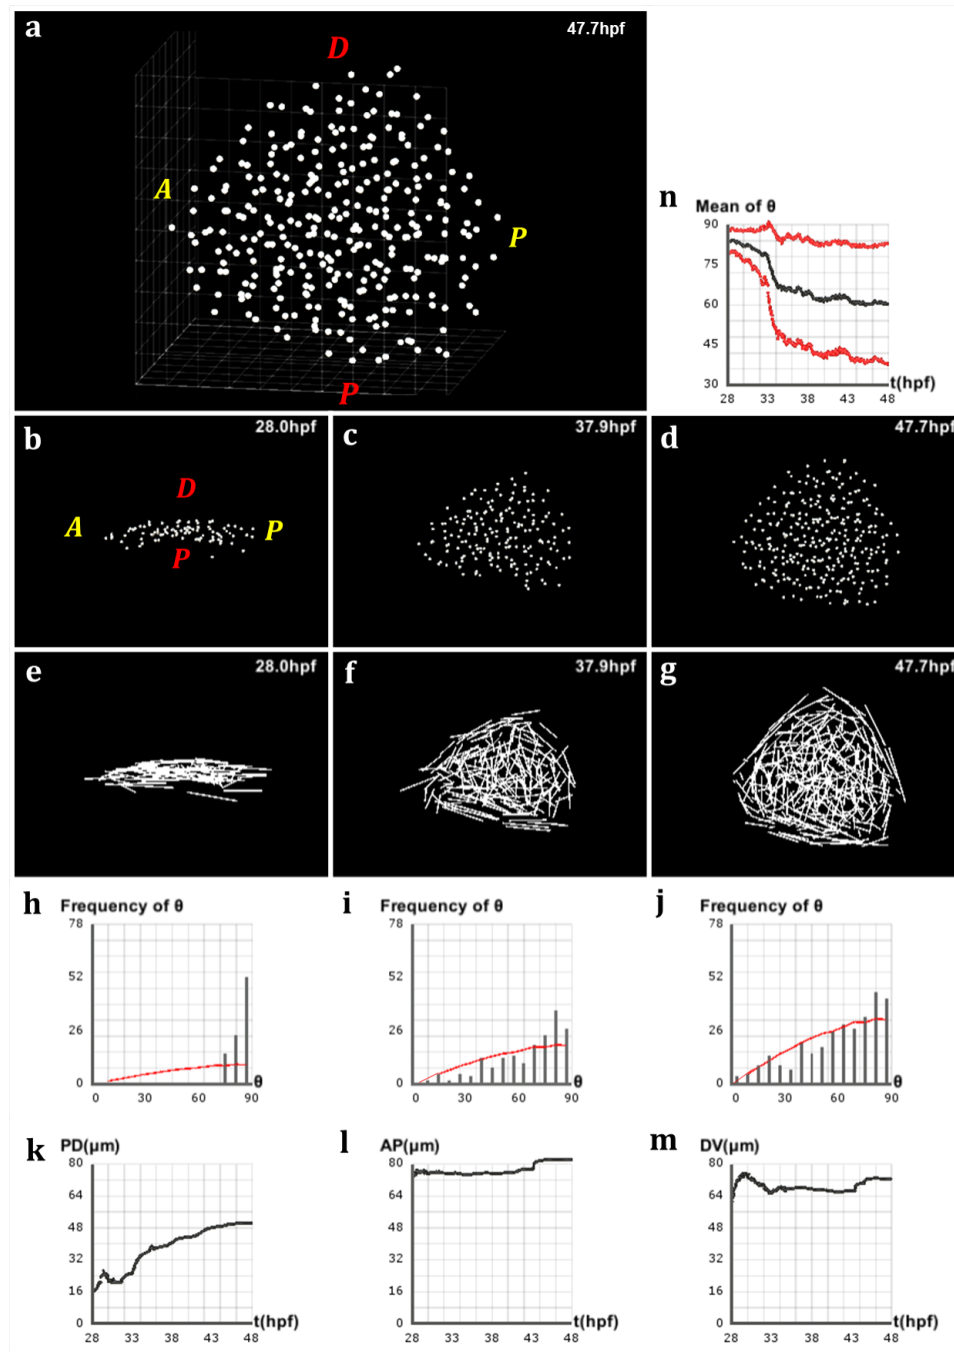 a
47.7hpf
D
A
P
P
n
Mean of θ
90
75
60
45
30
t(hpf)
28 33 38 43 48
b
28.0hpf
D
A
P
P
c
37.9hpf
d
47.7hpf
e
28.0hpf
f
37.9hpf
g
47.7hpf
h
Frequency of θ
78
52
26
0
θ
0 30 60 90
i
Frequency of θ
78
52
26
0
θ
0 30 60 90
j
Frequency of θ
78
52
26
0
θ
0 30 60 90
k
PD(μm)
80
64
48
32
16
0
t(hpf)
28 33 38 43 48
l
AP(μm)
80
64
48
32
16
0
t(hpf)
28 33 38 43 48
m
DV(μm)
80
64
48
32
16
0
t(hpf)
28 33 38 43 48